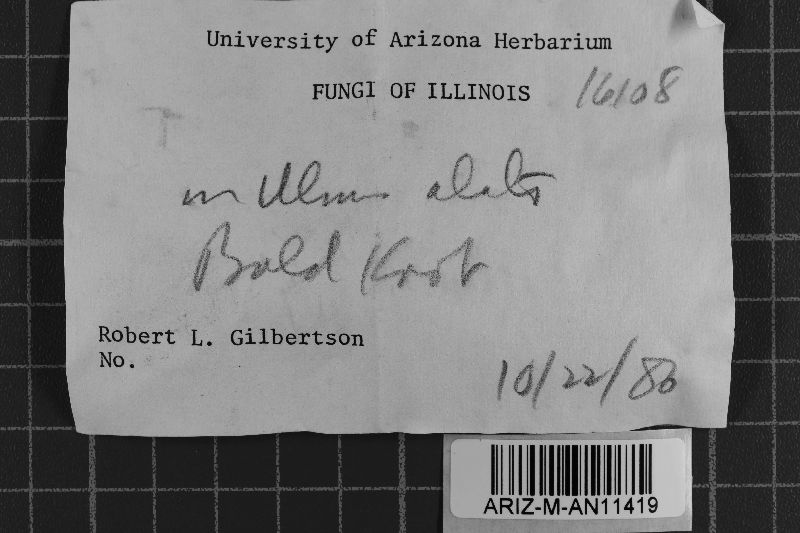 University of Arizona Herbarium
FUNGI OF ILLINOIS 16108
on Ulmus alata
Bald Knob
Robert L. Gilbertson
No.
10/22/86
ARIZ-M-AN11419